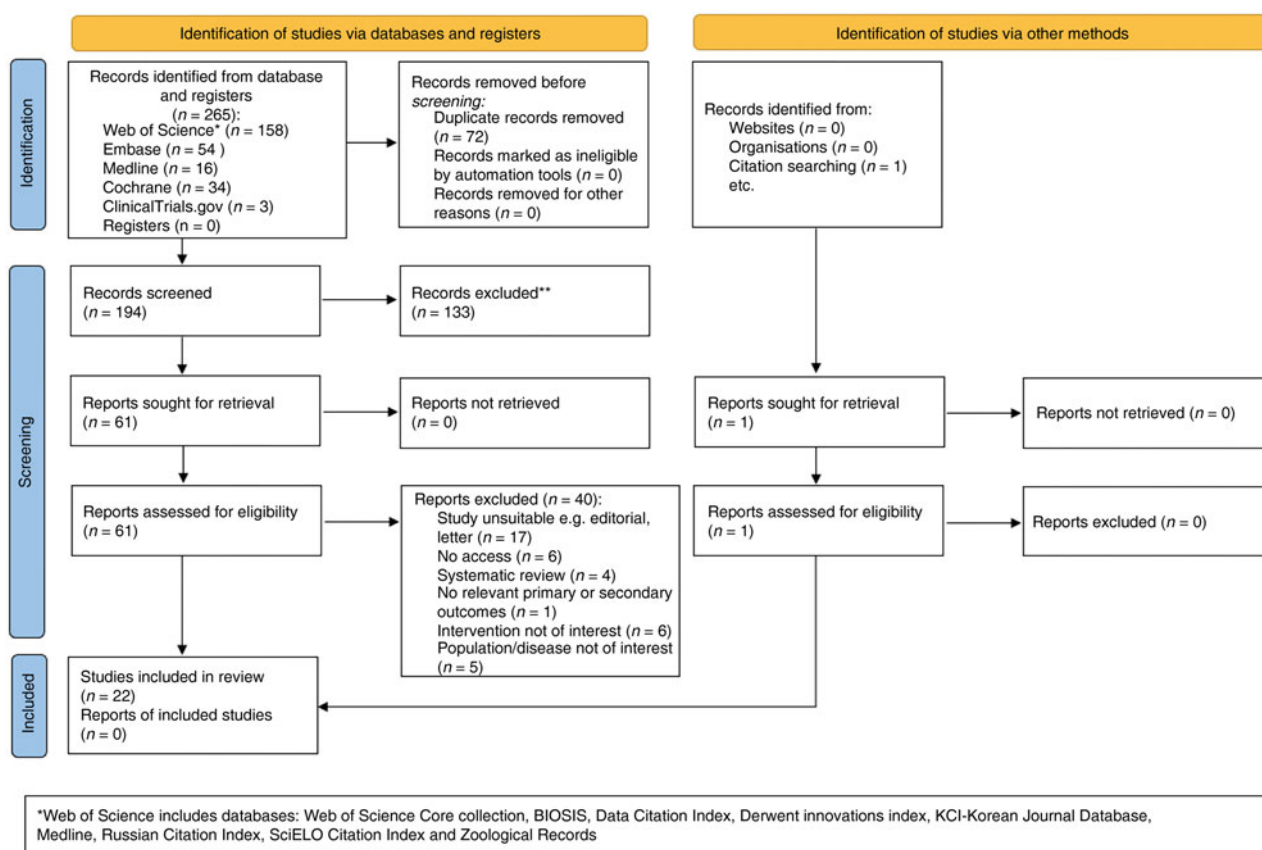 Identification of studies via databases and registers
Identification of studies via other methods
Identification
Records identified from database
and registers
(n = 265):
Web of Science* (n = 158)
Embase (n = 54 )
Medline (n = 16)
Cochrane (n = 34)
ClinicalTrials.gov (n = 3)
Registers (n = 0)
Records removed before
screening:
Duplicate records removed
(n = 72)
Records marked as ineligible
by automation tools (n = 0)
Records removed for other
reasons (n = 0)
Records identified from:
Websites (n = 0)
Organisations (n = 0)
Citation searching (n = 1)
etc.
Screening
Records screened
(n = 194)
Records excluded**
(n = 133)
Reports sought for retrieval
(n = 61)
Reports not retrieved
(n = 0)
Reports sought for retrieval
(n = 1)
Reports not retrieved (n = 0)
Reports assessed for eligibility
(n = 61)
Reports excluded (n = 40):
Study unsuitable e.g. editorial,
letter (n = 17)
No access (n = 6)
Systematic review (n = 4)
No relevant primary or secondary
outcomes (n = 1)
Intervention not of interest (n = 6)
Population/disease not of interest
(n = 5)
Reports assessed for eligibility
(n = 1)
Reports excluded (n = 0)
Included
Studies included in review
(n = 22)
Reports of included studies
(n = 0)
*Web of Science includes databases: Web of Science Core collection, BIOSIS, Data Citation Index, Derwent innovations index, KCI-Korean Journal Database,
Medline, Russian Citation Index, SciELO Citation Index and Zoological Records